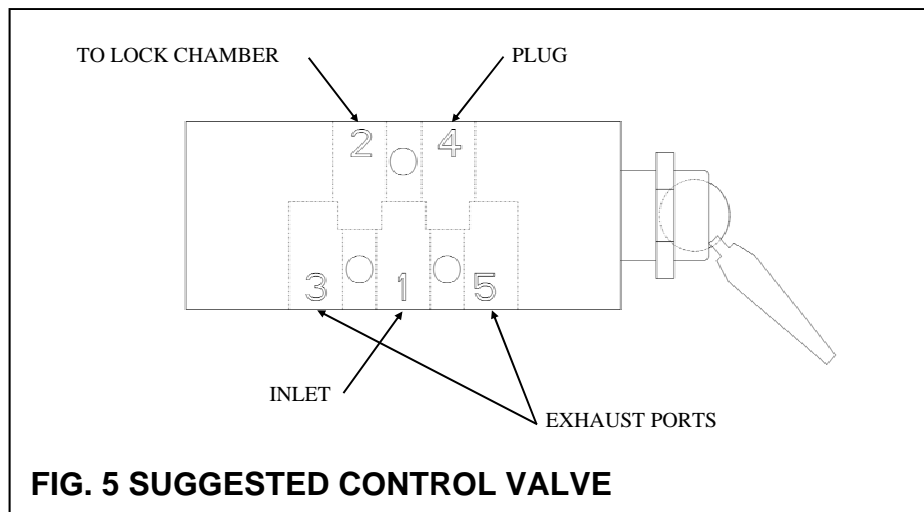 TO LOCK CHAMBER
PLUG
2
4
3
1
5
INLET
EXHAUST PORTS
FIG. 5 SUGGESTED CONTROL VALVE